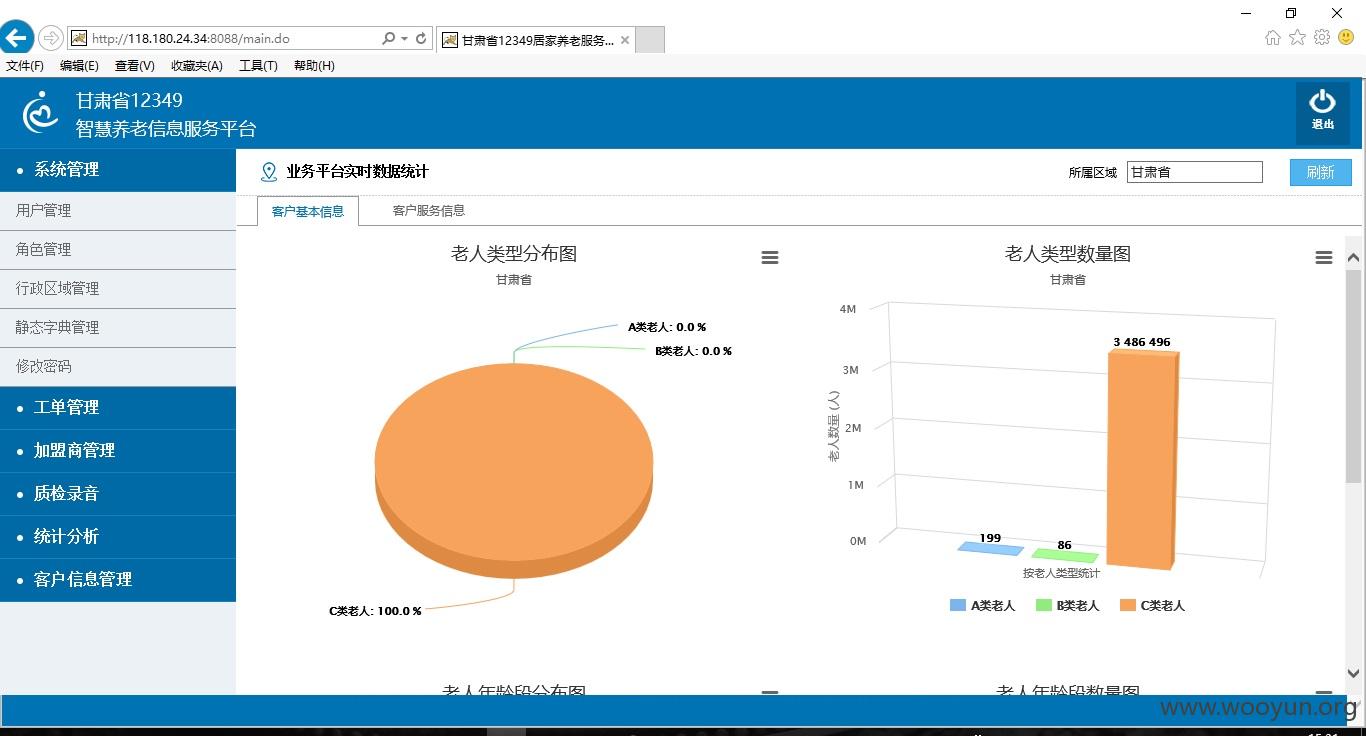 http://118.180.24.34:8088/main.do
甘肃省12349居家养老服务...
文件(F) 编辑(E) 查看(V) 收藏夹(A) 工具(T) 帮助(H)
甘肃省12349
智慧养老信息服务平台
退出
系统管理
用户管理
角色管理
行政区域管理
静态字典管理
修改密码
工单管理
加盟商管理
质检录音
统计分析
客户信息管理
业务平台实时数据统计
所属区域 甘肃省 刷新
客户基本信息 客户服务信息
老人类型分布图
甘肃省
A类老人: 0.0 %
B类老人: 0.0 %
C类老人: 100.0 %
老人类型数量图
甘肃省
4M
3M
2M
1M
0M
老人数量 (人)
3 486 496
199
86
按老人类型统计
A类老人 B类老人 C类老人
老人年龄段分布图
老人年龄段数量图
www.wooyun.org